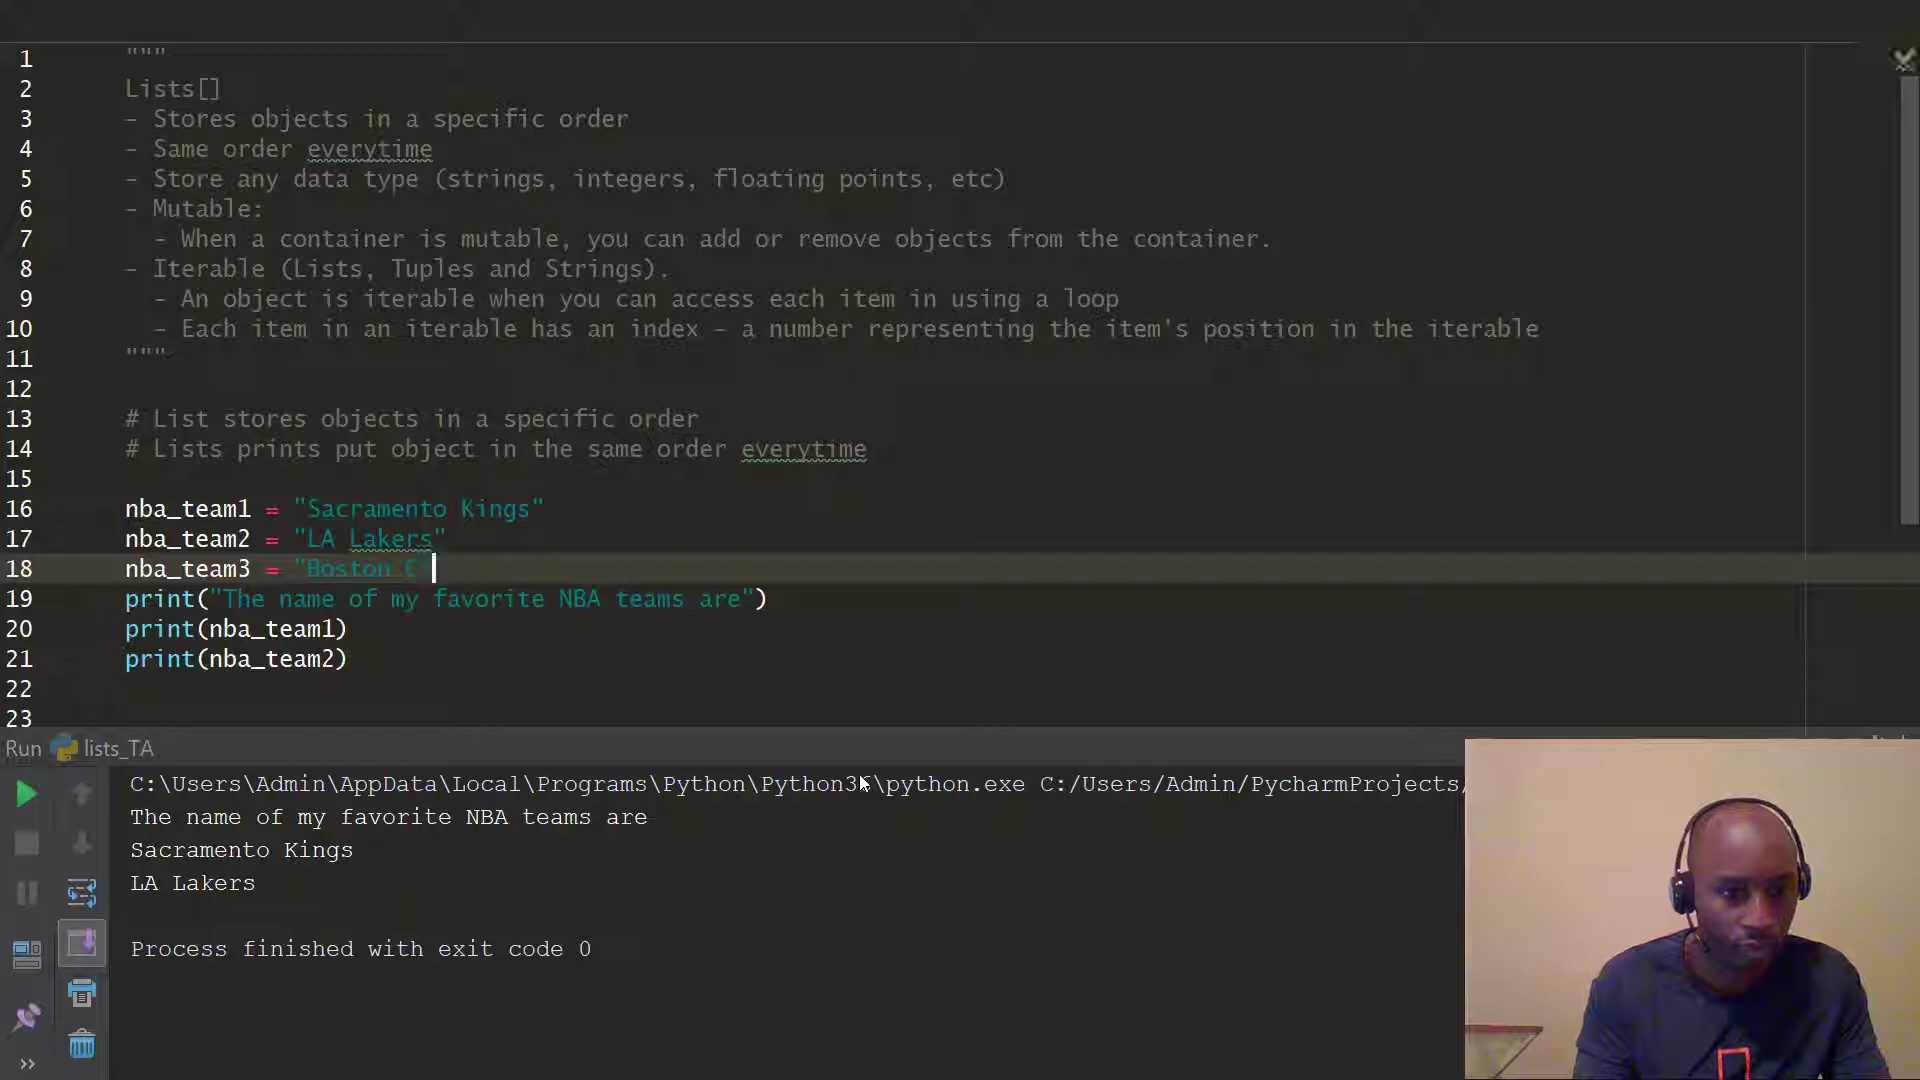 1 """
2 Lists[]
3 - Stores objects in a specific order
4 - Same order everytime
5 - Store any data type (strings, integers, floating points, etc)
6 - Mutable:
7 - When a container is mutable, you can add or remove objects from the container.
8 - Iterable (Lists, Tuples and Strings).
9 - An object is iterable when you can access each item in using a loop
10 - Each item in an iterable has an index - a number representing the item's position in the iterable
11 """
12
13 # List stores objects in a specific order
14 # Lists prints put object in the same order everytime
15
16 nba_team1 = "Sacramento Kings"
17 nba_team2 = "LA Lakers"
18 nba_team3 = "Boston
19 print("The name of my favorite NBA teams are")
20 print(nba_team1)
21 print(nba_team2)
22
23
Run lists_TA
C:\Users\Admin\AppData\Local\Programs\Python\ C:/Users/Admin/PycharmProjects/
The name of my favorite NBA teams are
Sacramento Kings
LA Lakers
Process finished with exit code 0